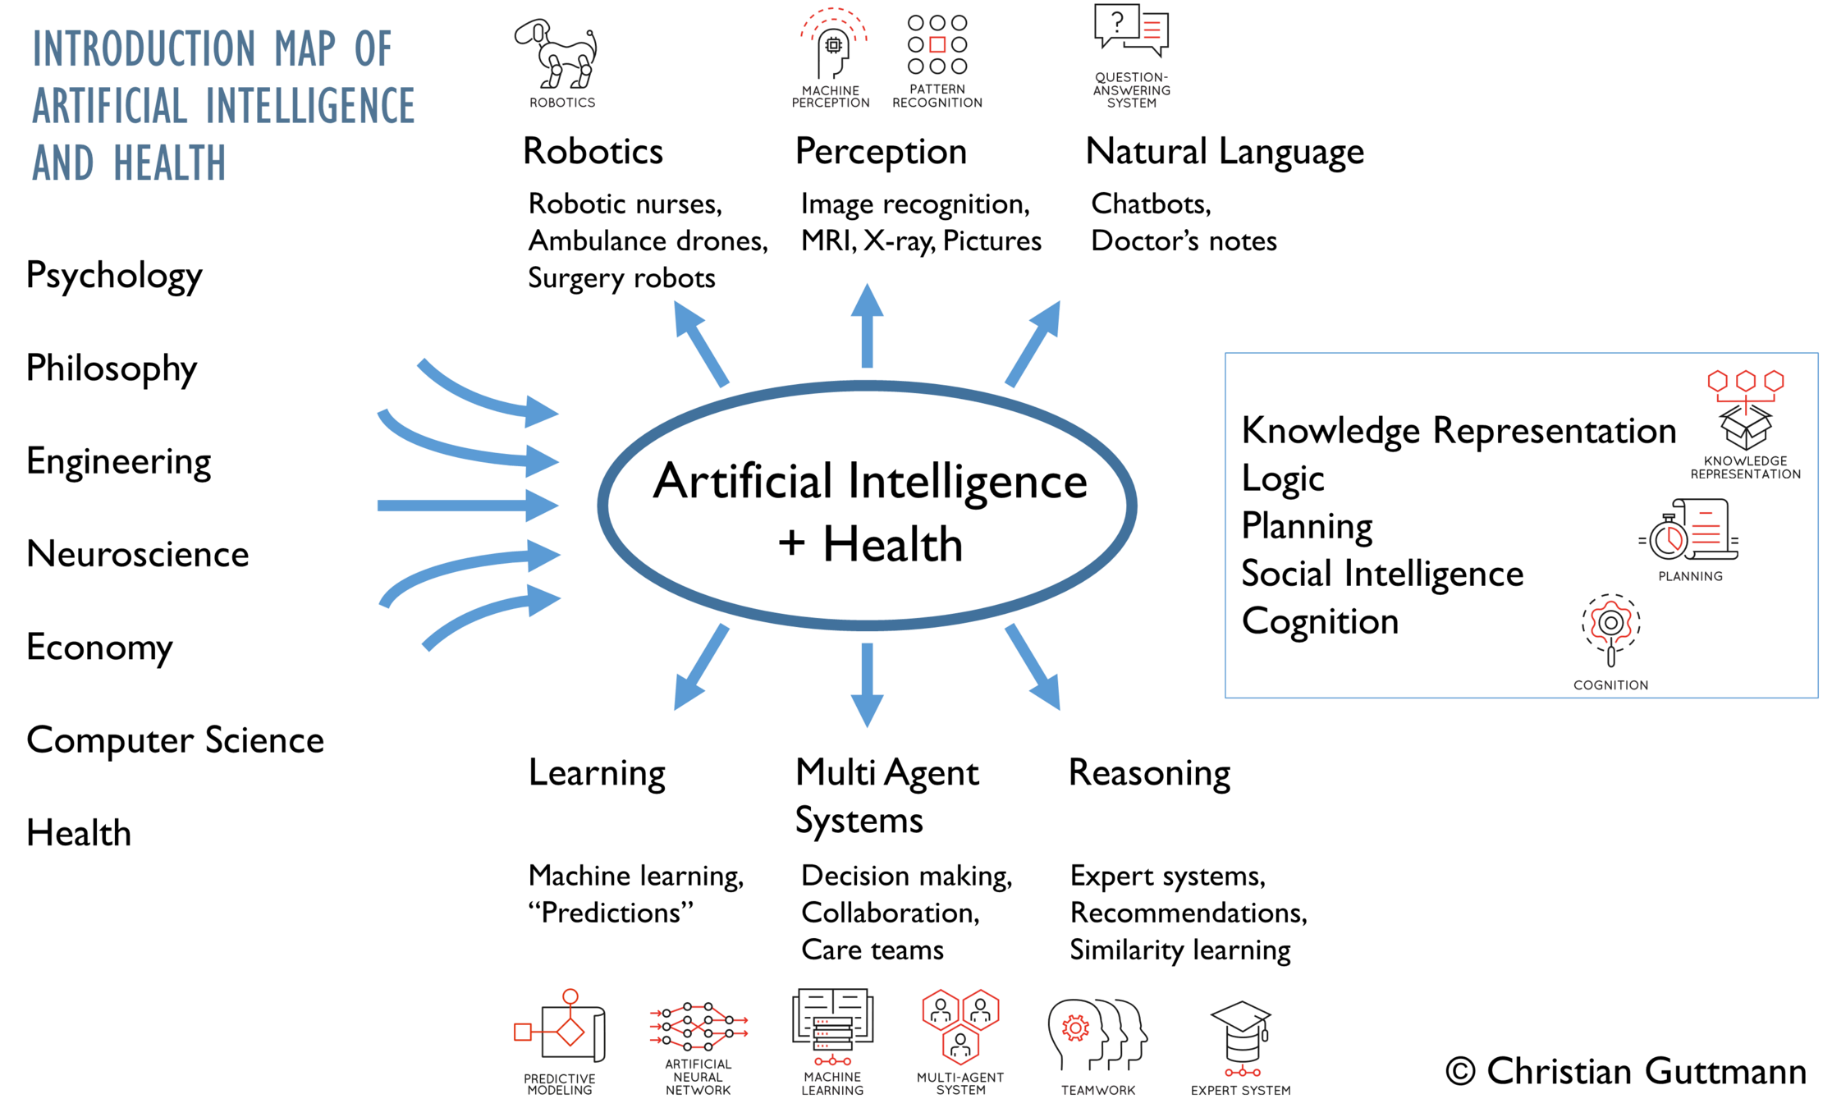 INTRODUCTION MAP OF
ARTIFICIAL INTELLIGENCE
AND HEALTH
Psychology
Philosophy
Engineering
Neuroscience
Economy
Computer Science
Health
ROBOTICS
Robotics
Robotic nurses,
Ambulance drones,
Surgery robots
MACHINE
PERCEPTION
PATTERN
RECOGNITION
Perception
Image recognition,
MRI, X-ray, Pictures
?
QUESTION-
ANSWERING
SYSTEM
Natural Language
Chatbots,
Doctor's notes
Artificial Intelligence
+ Health
Knowledge Representation
Logic
Planning
Social Intelligence
Cognition
KNOWLEDGE
REPRESENTATION
PLANNING
COGNITION
Learning
Machine learning,
“Predictions”
Multi Agent
Systems
Decision making,
Collaboration,
Care teams
Reasoning
Expert systems,
Recommendations,
Similarity learning
PREDICTIVE
MODELING
ARTIFICIAL
NEURAL
NETWORK
MACHINE
LEARNING
MULTI-AGENT
SYSTEM
TEAMWORK
EXPERT SYSTEM
© Christian Guttmann